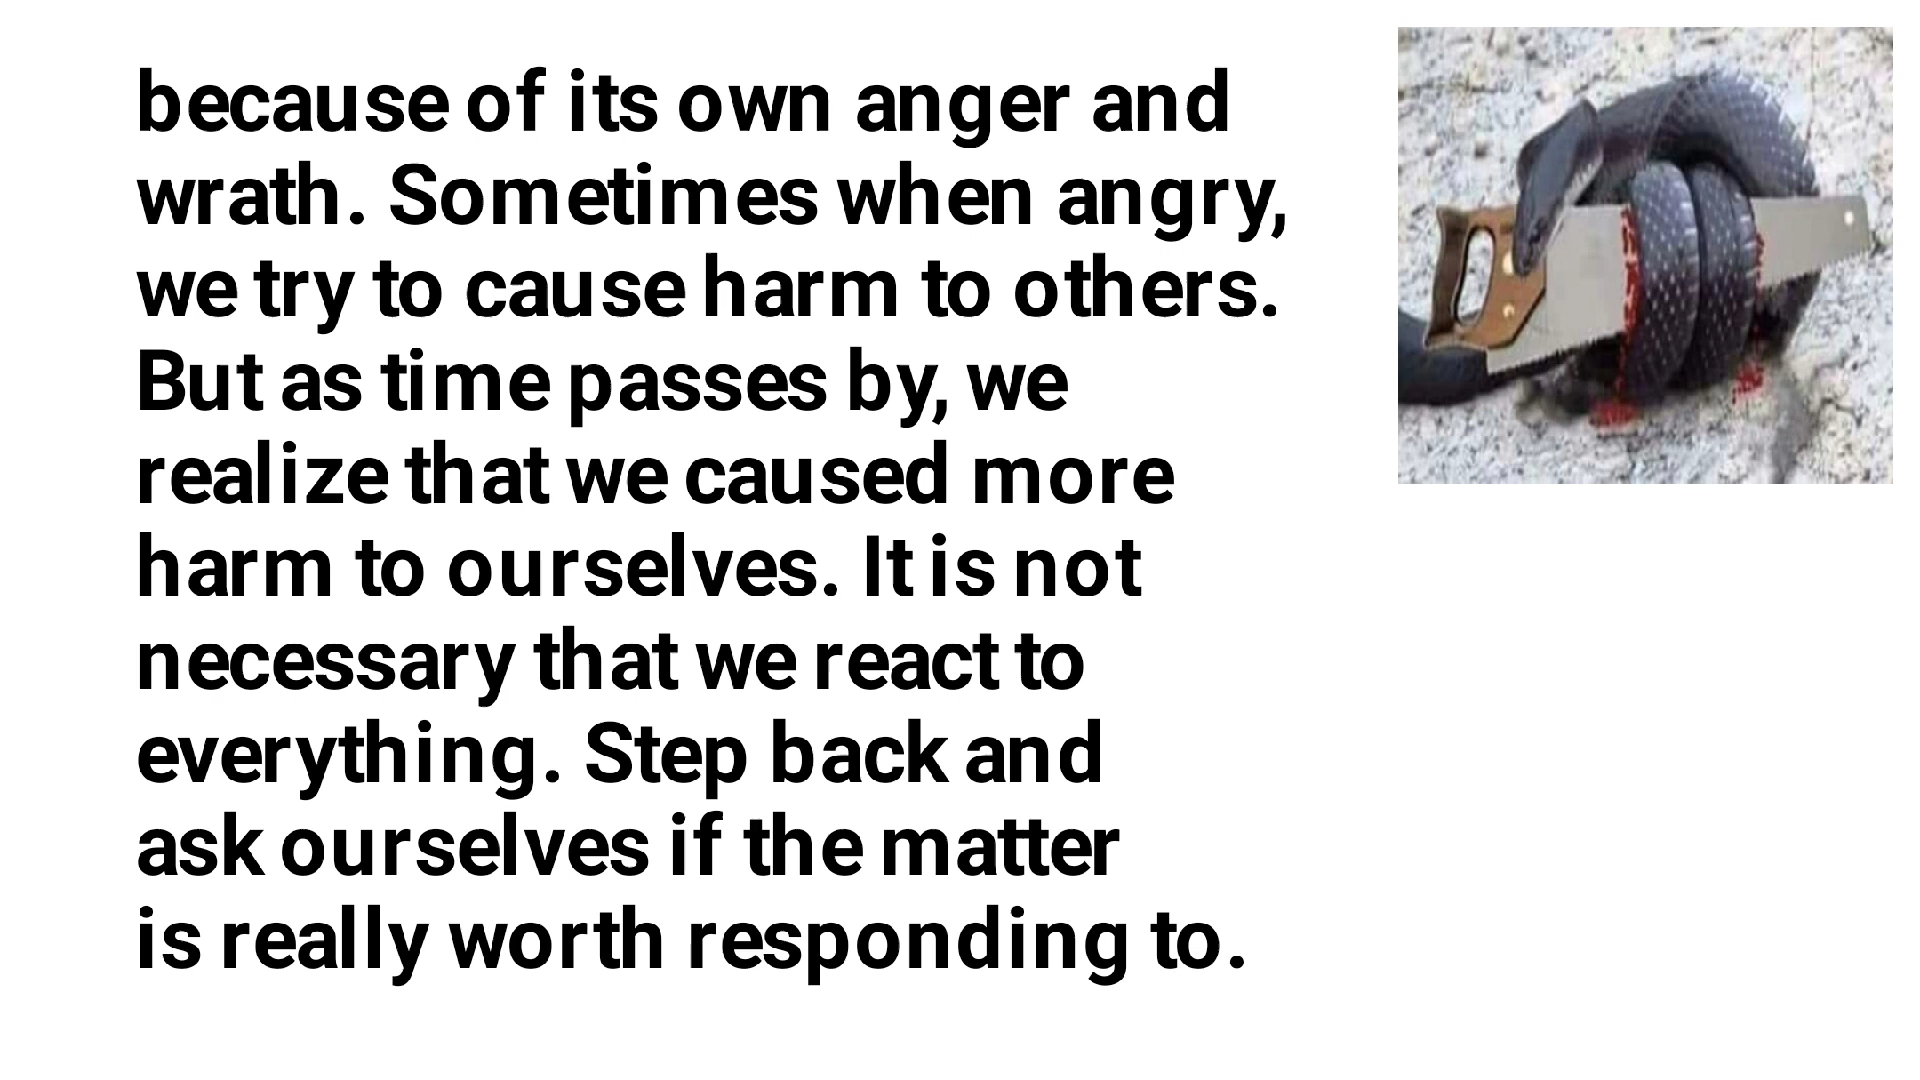 because of its own anger and
wrath. Sometimes when angry,
we try to cause harm to others.
But as time passes by, we
realize that we caused more
harm to ourselves. It is not
necessary that we react to
everything. Step back and
ask ourselves if the matter
is really worth responding to.